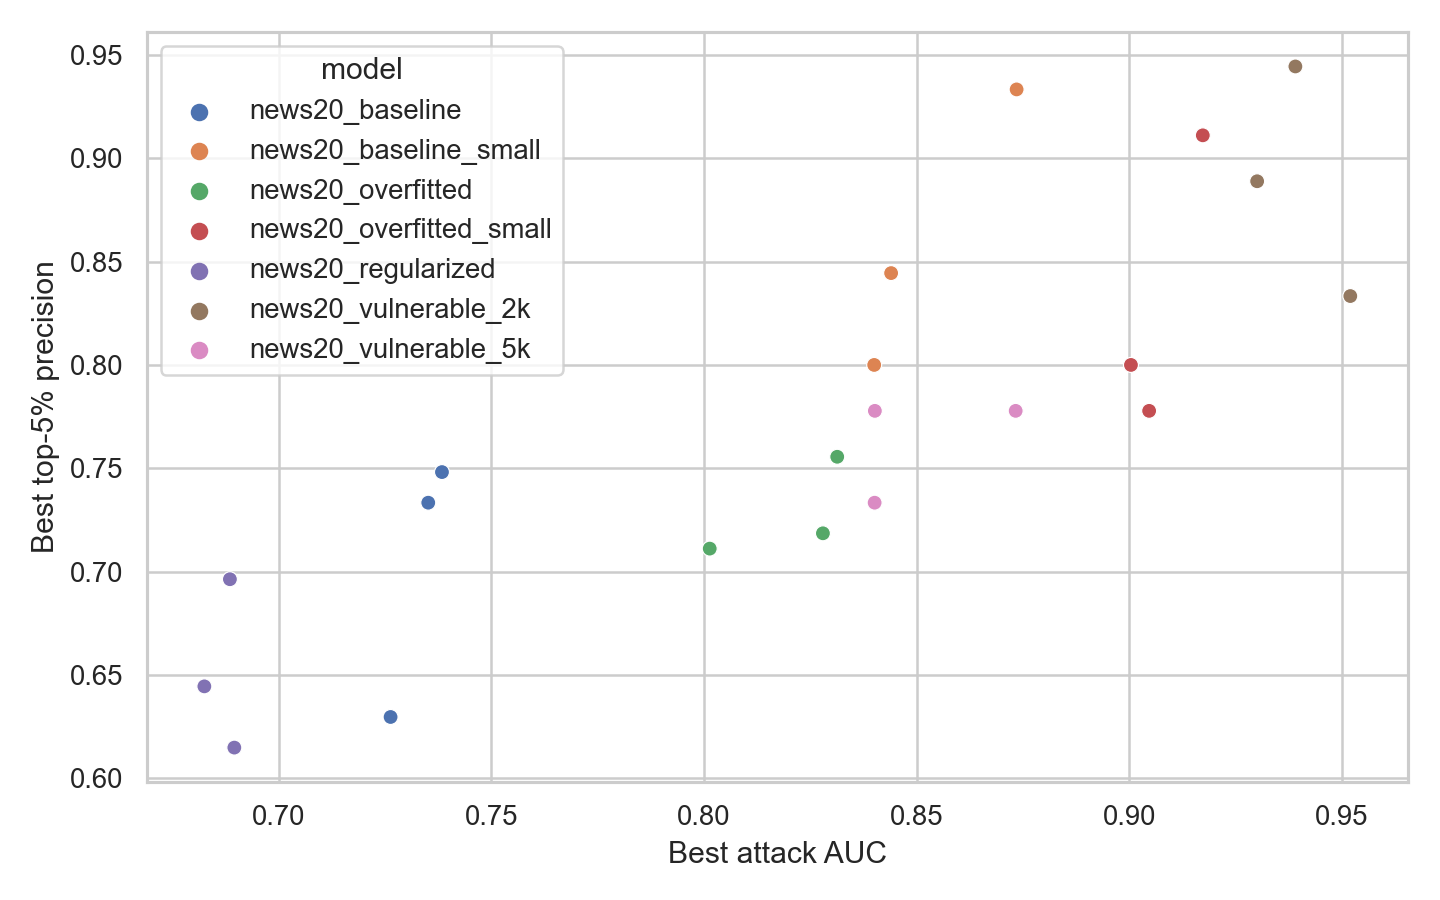 0.95
0.90
0.85
0.80
0.75
0.70
0.65
0.60
Best top-5% precision
model
news20_baseline
news20_baseline_small
news20_overfitted
news20_overfitted_small
news20_regularized
news20_vulnerable_2k
news20_vulnerable_5k
0.70 0.75 0.80 0.85 0.90 0.95
Best attack AUC